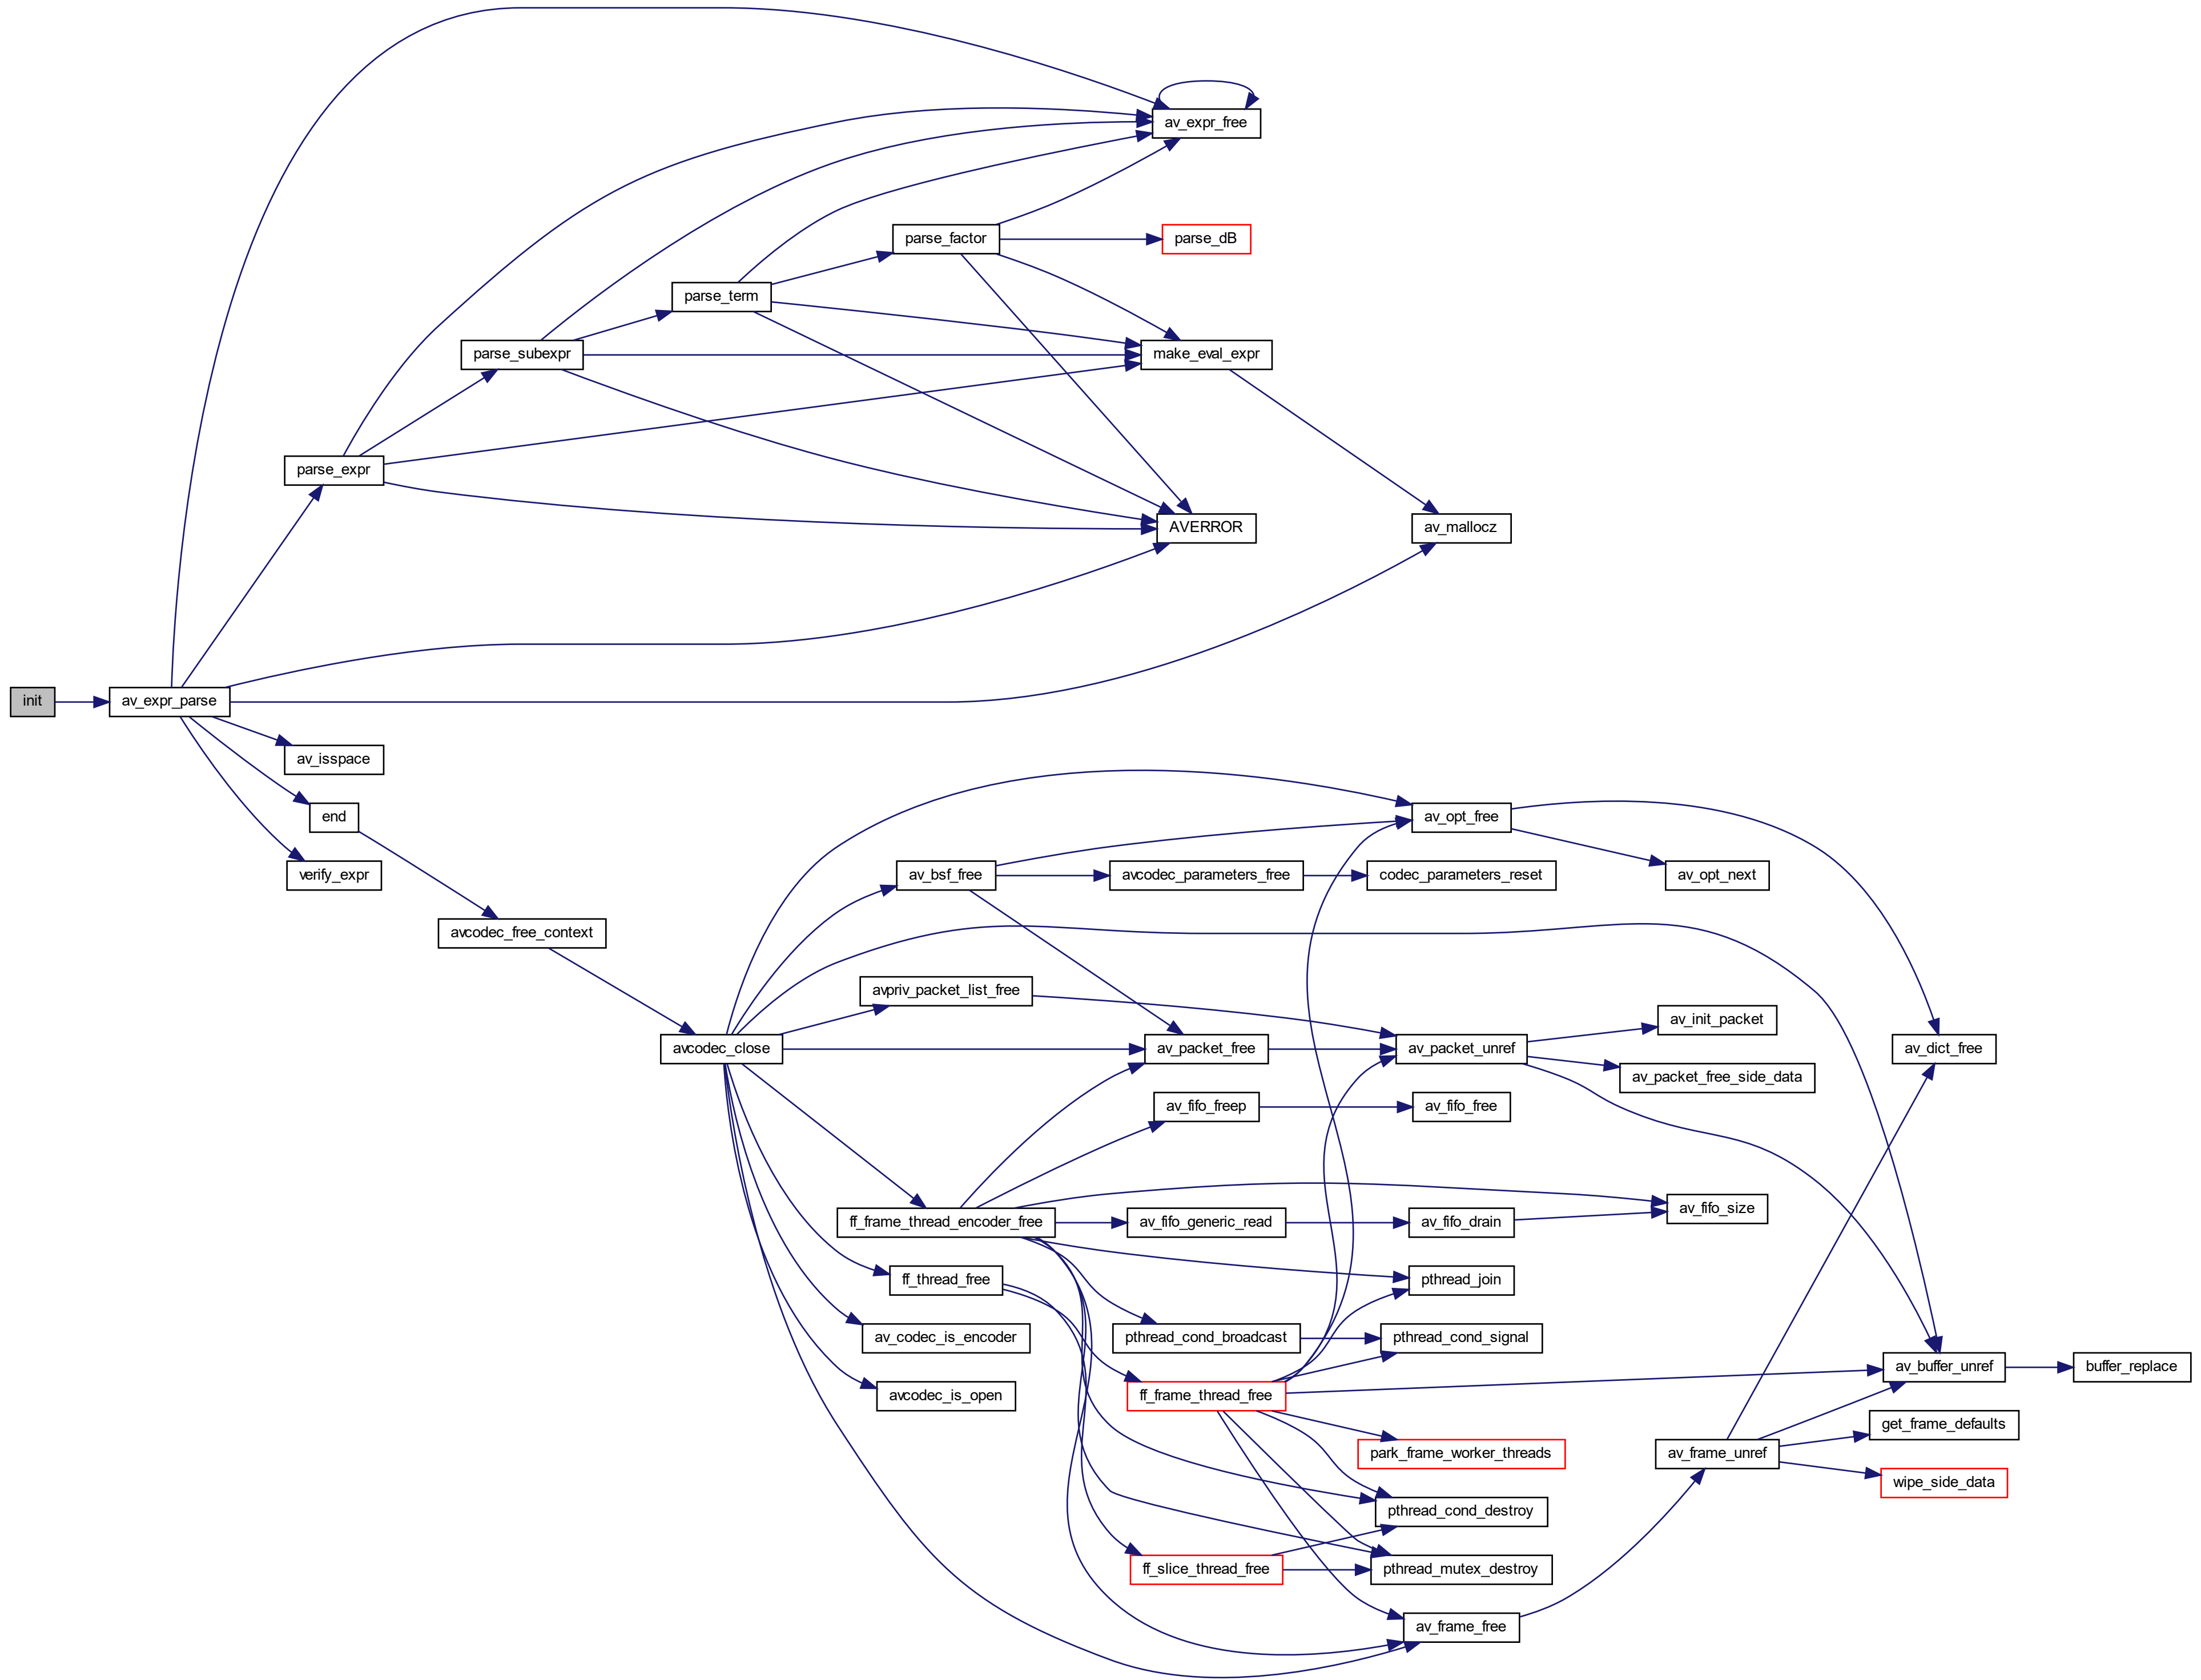 av_expr_free
parse_factor
parse_dB
parse_term
parse_subexpr
make_eval_expr
parse_expr
AVERROR
av_mallocz
init
av_expr_parse
av_isspace
end
av_opt_free
verify_expr
av_bsf_free
avcodec_parameters_free
codec_parameters_reset
av_opt_next
avcodec_free_context
avpriv_packet_list_free
av_init_packet
avcodec_close
av_packet_free
av_packet_unref
av_dict_free
av_packet_free_side_data
av_fifo_freep
av_fifo_free
av_fifo_size
ff_frame_thread_encoder_free
av_fifo_generic_read
av_fifo_drain
ff_thread_free
pthread_join
av_codec_is_encoder
pthread_cond_broadcast
pthread_cond_signal
av_buffer_unref
buffer_replace
avcodec_is_open
ff_frame_thread_free
get_frame_defaults
park_frame_worker_threads
av_frame_unref
wipe_side_data
pthread_cond_destroy
ff_slice_thread_free
pthread_mutex_destroy
av_frame_free